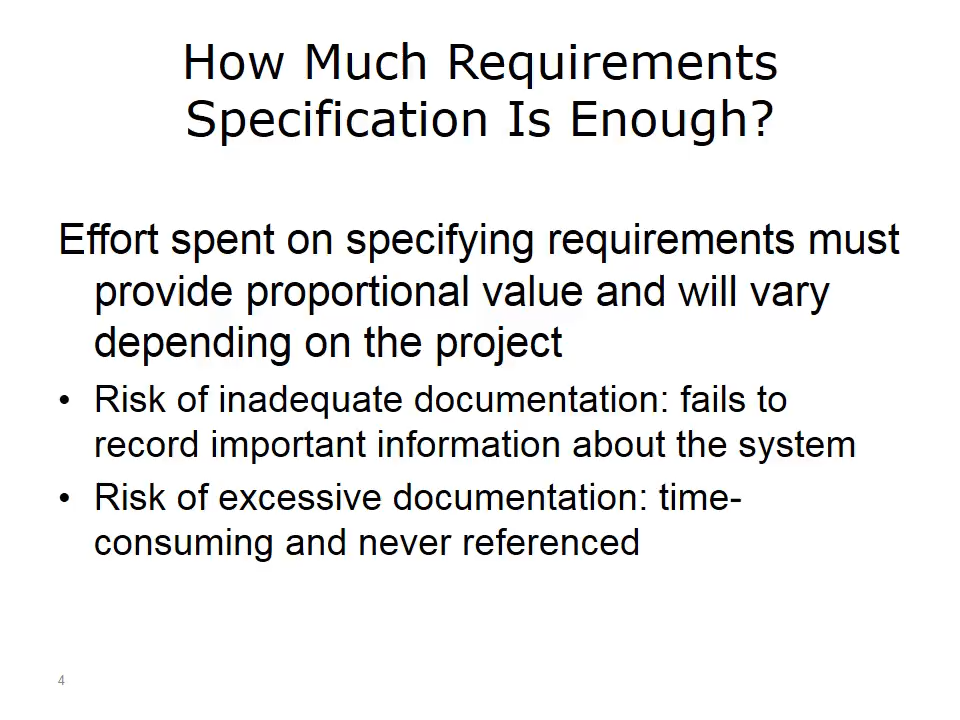 How Much Requirements
Specification Is Enough?
Effort spent on specifying requirements must
provide proportional value and will vary
depending on the project
• Risk of inadequate documentation: fails to
record important information about the system
• Risk of excessive documentation: time-
consuming and never referenced
4